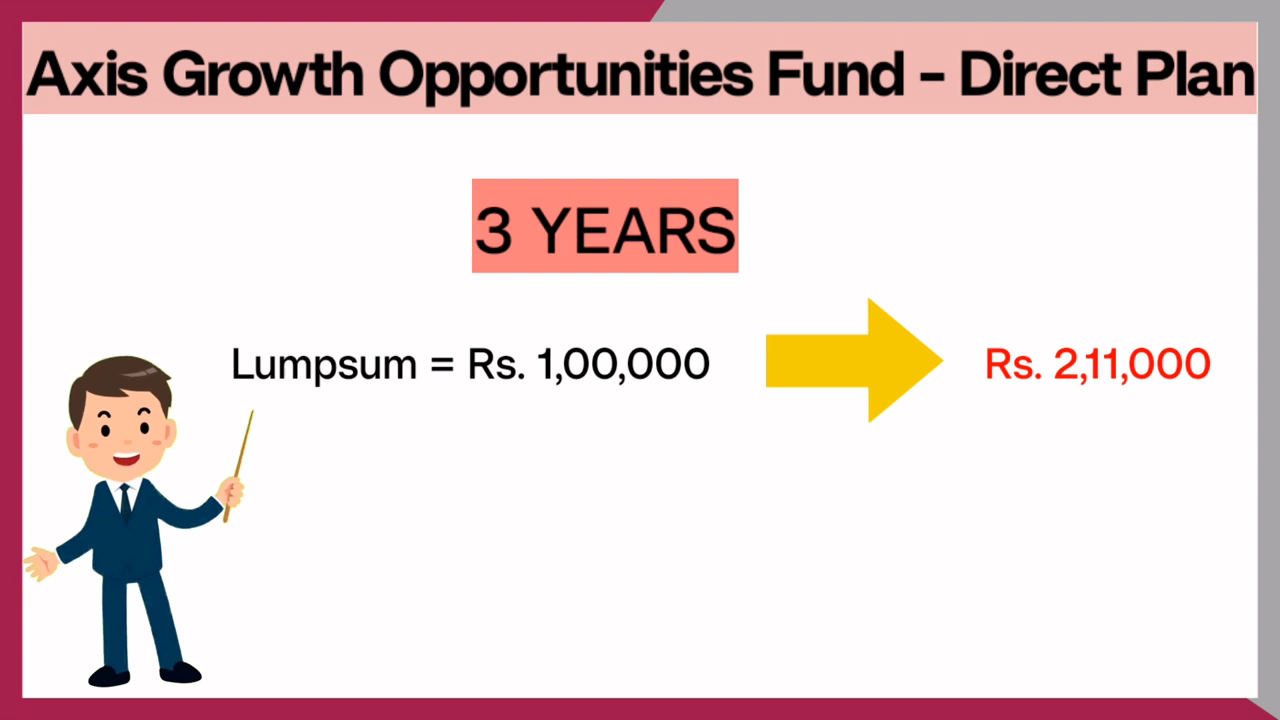 Axis Growth Opportunities Fund - Direct Plan
3 YEARS
Lumpsum = Rs. 1,00,000
Rs. 2,11,000